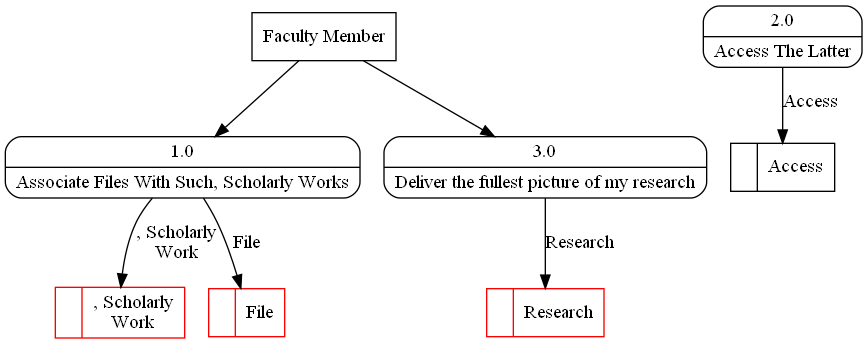 Faculty Member
2.0
Access The Latter
Access
1.0
Associate Files With Such, Scholarly Works
3.0
Deliver the fullest picture of my research
Access
, Scholarly
Work
File
Research
, Scholarly
Work
File
Research